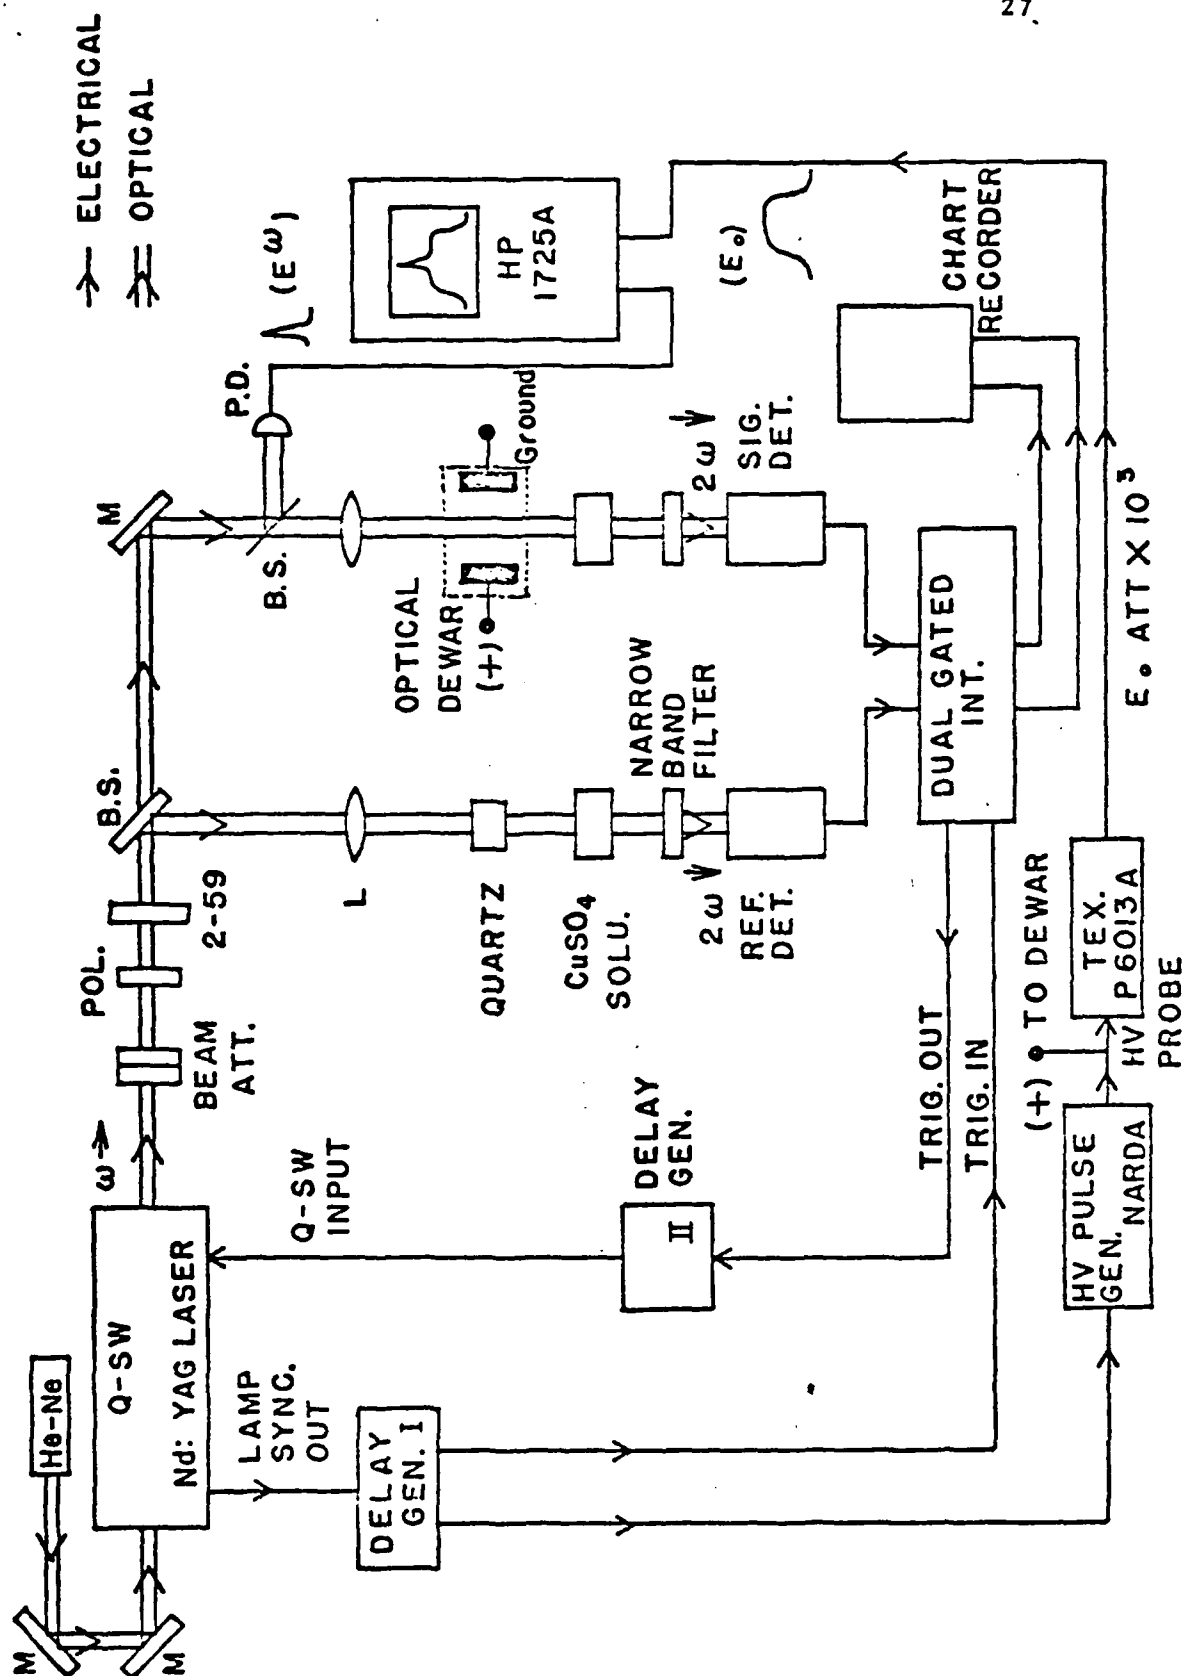 27
ELECTRICAL
OPTICAL
He-Ne
M
M
Q-SW
Nd: YAG LASER
ω
BEAM
ATT.
POL.
2-59
B.S.
M
P.D.
(E^ω)
B.S.
HP
1725A
L
OPTICAL
DEWAR
(+)
Ground
(E₀)
LAMP
SYNC.
OUT
Q-SW
INPUT
QUARTZ
CuSO₄
SOLU.
NARROW
BAND
FILTER
2ω
REF.
DET.
2ω
SIG.
DET.
CHART
RECORDER
DELAY
GEN. I
DELAY
GEN.
II
DUAL GATED
INT.
TRIG. OUT
TRIG. IN
(+) TO DEWAR
HV PULSE
GEN.
NARDA
HV
PROBE
TEX.
P6013A
E₀ ATT X 10³